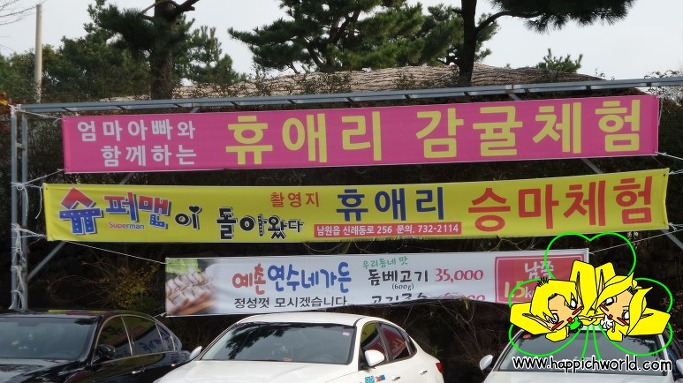 엄마아빠와
함께하는
휴애리 감귤체험
슈퍼맨이 돌아왔다
Superman
촬영지 휴애리 승마체험
남원읍 신례동로 256 문의. 732-2114
예촌 연수네가든
정성껏 모시겠습니다
우리동네 맛
돔베고기 35,000
(600g)
www.happichworld.com